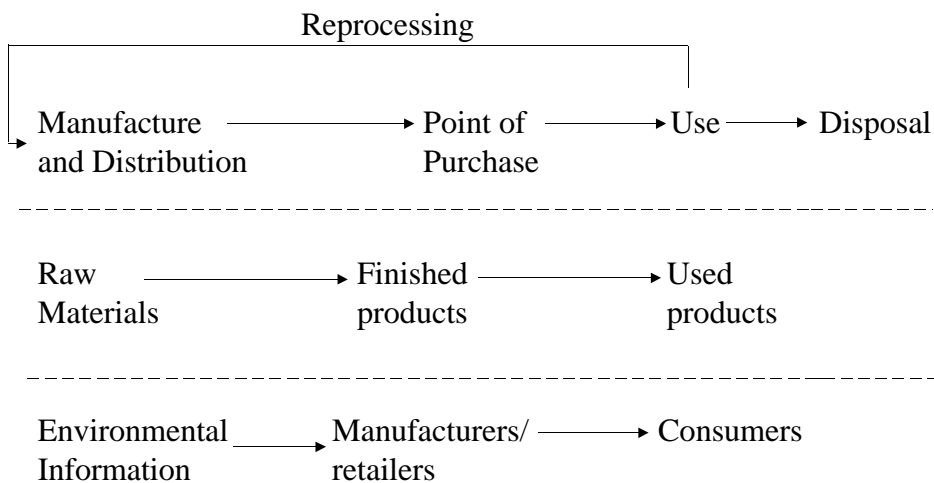 Reprocessing
Manufacture
and Distribution
Point of
Purchase
Use
Disposal
Raw
Materials
Finished
products
Used
products
Environmental
Information
Manufacturers/
retailers
Consumers